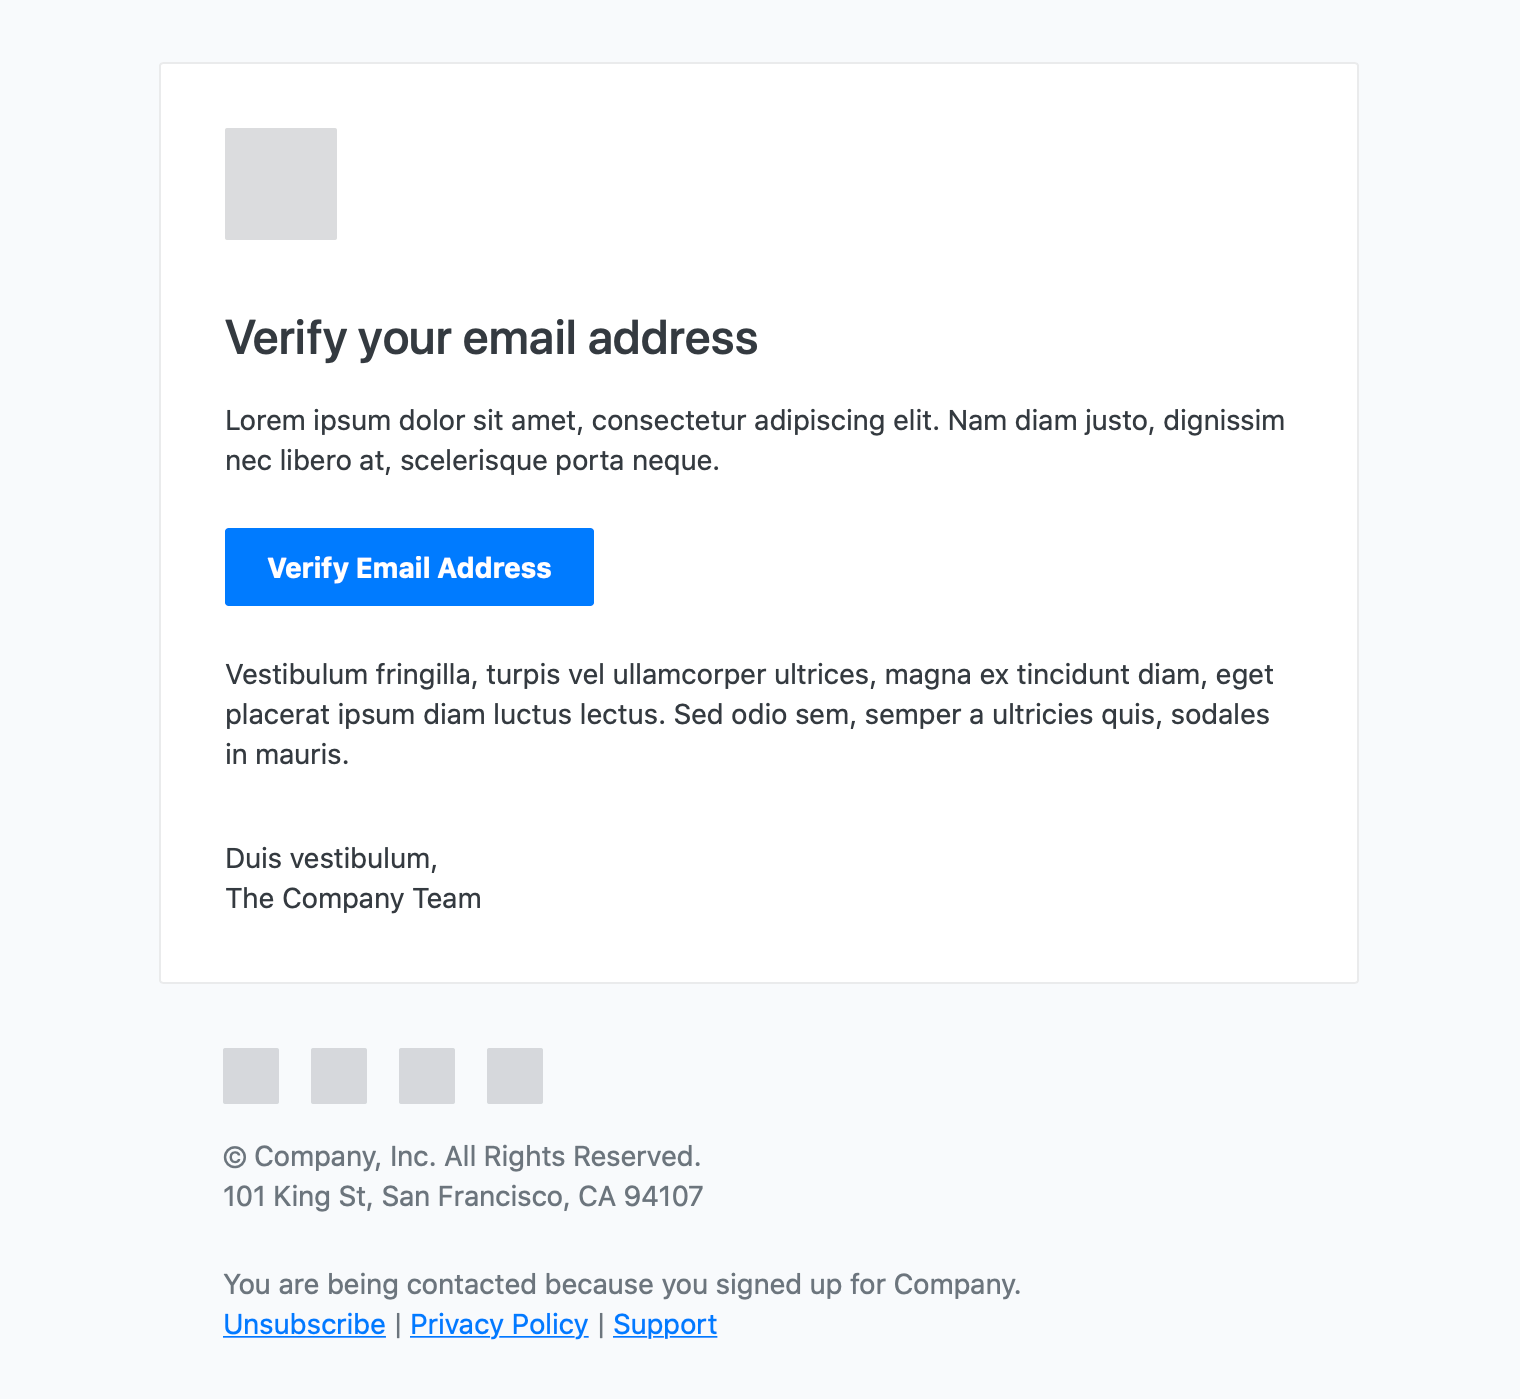 Verify your email address
Lorem ipsum dolor sit amet, consectetur adipiscing elit. Nam diam justo, dignissim
nec libero at, scelerisque porta neque.
Verify Email Address
Vestibulum fringilla, turpis vel ullamcorper ultrices, magna ex tincidunt diam, eget
placerat ipsum diam luctus lectus. Sed odio sem, semper a ultricies quis, sodales
in mauris.
Duis vestibulum,
The Company Team
© Company, Inc. All Rights Reserved.
101 King St, San Francisco, CA 94107
You are being contacted because you signed up for Company.
Unsubscribe | Privacy Policy | Support